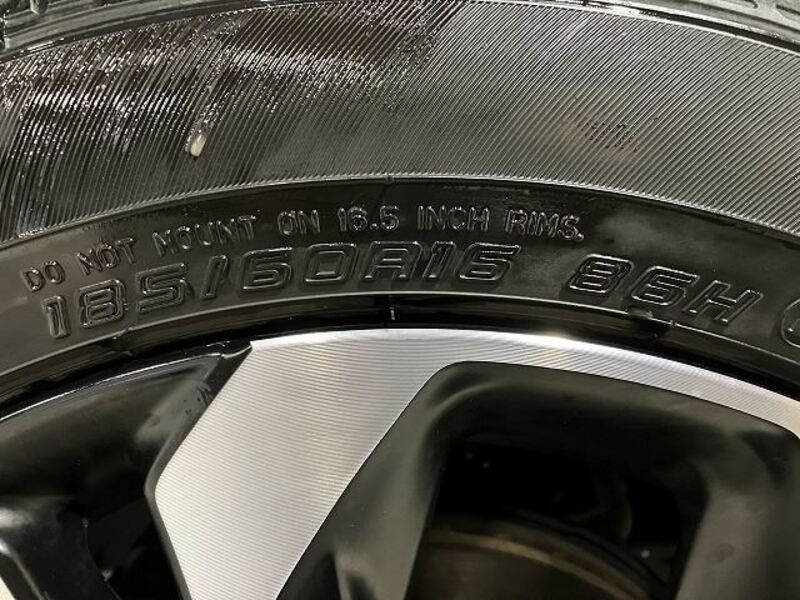 DO NOT MOUNT ON 16.5 INCH RIMS.
185/60R16 86H